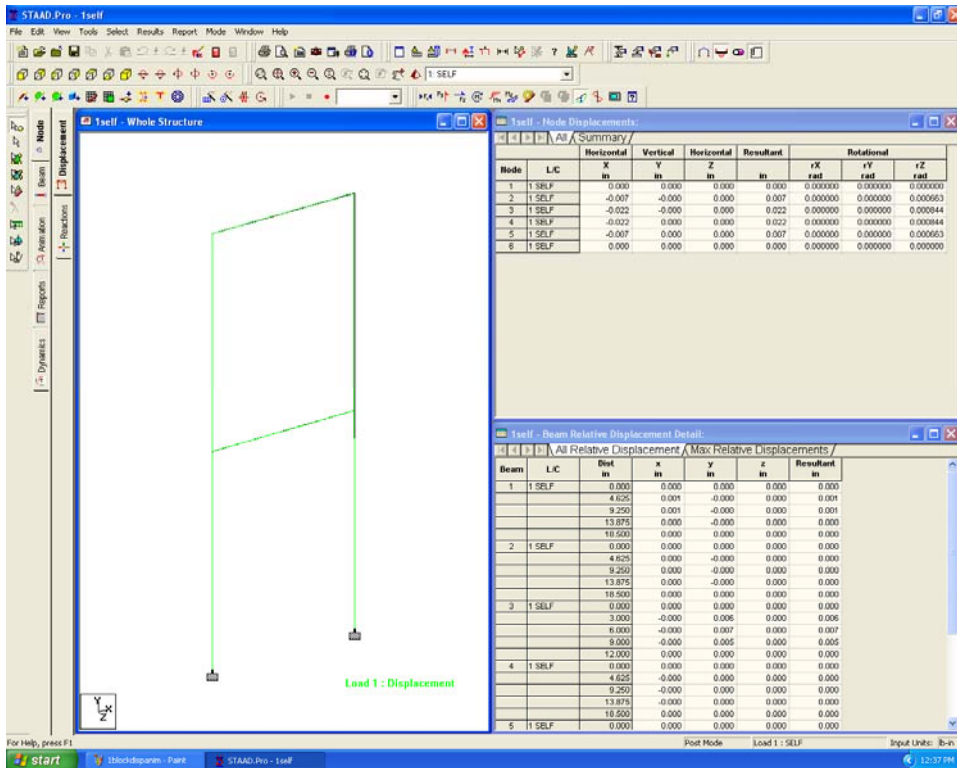 STAAD.Pro - 1self
File Edit View Tools Select Results Report Mode Window Help
1: SELF
Node
Beam
Animation
Reports
Dynamics
Displacement
Reactions
1self - Whole Structure
Load 1 : Displacement
Y
X
Z
1self - Node Displacements:
All Summary
Horizontal Vertical Horizontal Resultant Rotational
Node L/C X in Y in Z in in rX rad rY rad rZ rad
1 1 SELF 0.000 0.000 0.000 0.000 0.000000 0.000000 0.000000
2 1 SELF -0.007 -0.000 0.000 0.007 0.000000 0.000000 0.000663
3 1 SELF -0.022 -0.000 0.000 0.022 0.000000 0.000000 0.000844
4 1 SELF -0.022 0.000 0.000 0.022 0.000000 0.000000 0.000844
5 1 SELF -0.007 0.000 0.000 0.007 0.000000 0.000000 0.000663
6 1 SELF 0.000 0.000 0.000 0.000 0.000000 0.000000 0.000000
1self - Beam Relative Displacement Detail:
All Relative Displacement Max Relative Displacements
Beam L/C Dist in x in y in z in Resultant in
1 1 SELF 0.000 0.000 0.000 0.000 0.000
4.625 0.001 -0.000 0.000 0.001
9.250 0.001 -0.000 0.000 0.001
13.875 0.000 -0.000 0.000 0.000
18.500 0.000 0.000 0.000 0.000
2 1 SELF 0.000 0.000 0.000 0.000 0.000
4.625 0.000 -0.000 0.000 0.000
9.250 0.000 -0.000 0.000 0.000
13.875 0.000 -0.000 0.000 0.000
18.500 0.000 0.000 0.000 0.000
3 1 SELF 0.000 0.000 0.000 0.000 0.000
3.000 -0.000 0.006 0.000 0.006
6.000 -0.000 0.007 0.000 0.007
9.000 -0.000 0.005 0.000 0.005
12.000 0.000 0.000 0.000 0.000
4 1 SELF 0.000 0.000 0.000 0.000 0.000
4.625 -0.000 0.000 0.000 0.000
9.250 -0.000 0.000 0.000 0.000
13.875 -0.000 0.000 0.000 0.000
18.500 0.000 0.000 0.000 0.000
5 1 SELF 0.000 0.000 0.000 0.000 0.000
For Help, press F1
Post Mode Load 1 : SELF Input Units: lb-in
start 1blockdispanim - Paint STAAD.Pro - 1self 12:37 PM